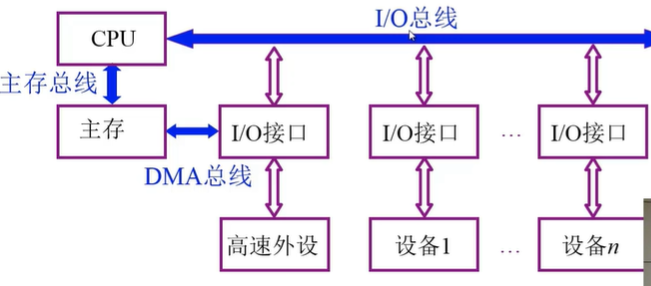 I/O总线
CPU
主存总线
主存
I/O接口
I/O接口
…
I/O接口
DMA总线
高速外设
设备1
…
设备n